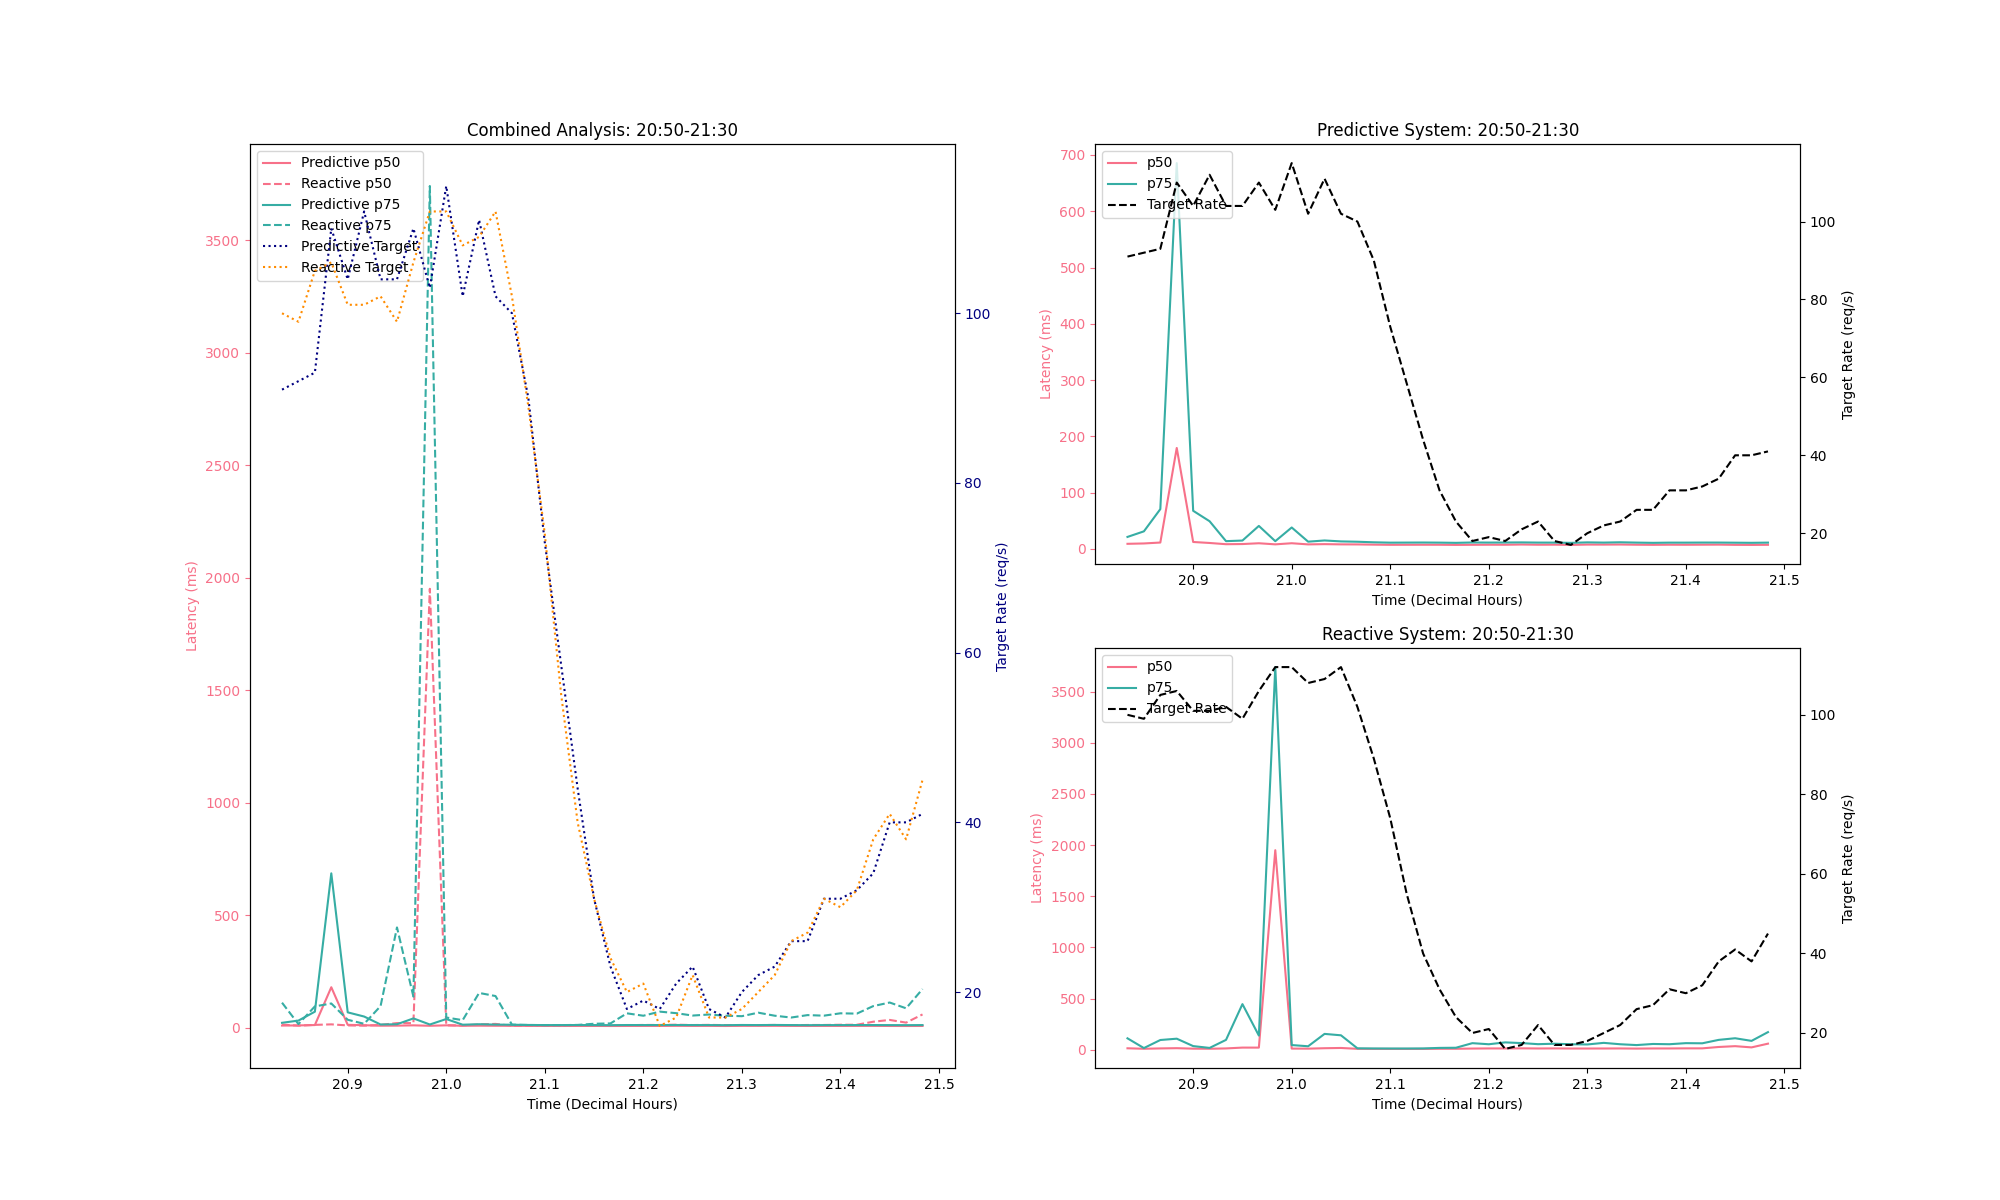 Combined Analysis: 20:50-21:30
Predictive p50
Reactive p50
Predictive p75
Reactive p75
Predictive Target
Reactive Target
Latency (ms)
3500
3000
2500
2000
1500
1000
500
0
100
80
60
40
20
Target Rate (req/s)
20.9 21.0 21.1 21.2 21.3 21.4 21.5
Time (Decimal Hours)
Predictive System: 20:50-21:30
p50
p75
Target Rate
Latency (ms)
700
600
500
400
300
200
100
0
100
80
60
40
20
Target Rate (req/s)
20.9 21.0 21.1 21.2 21.3 21.4 21.5
Time (Decimal Hours)
Reactive System: 20:50-21:30
p50
p75
Target Rate
Latency (ms)
3500
3000
2500
2000
1500
1000
500
0
100
80
60
40
20
Target Rate (req/s)
20.9 21.0 21.1 21.2 21.3 21.4 21.5
Time (Decimal Hours)